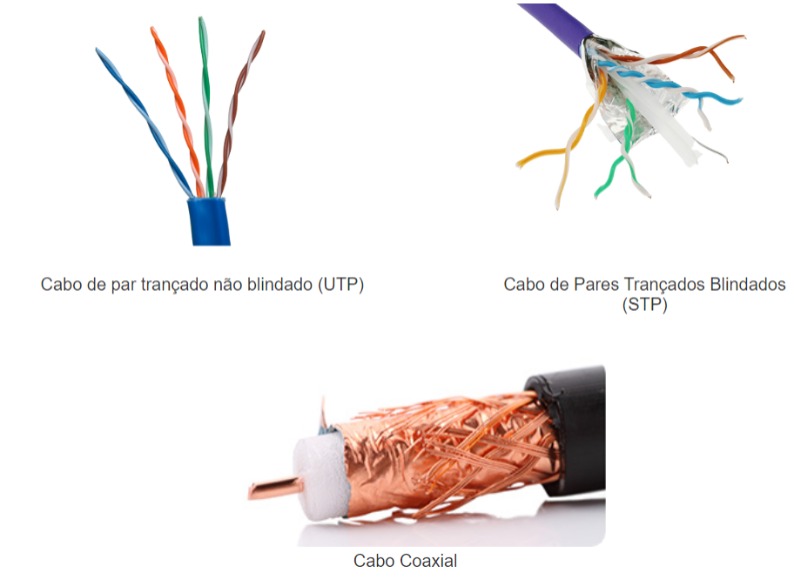 Cabo de par trançado não blindado (UTP)
Cabo de Pares Trançados Blindados
(STP)
Cabo Coaxial